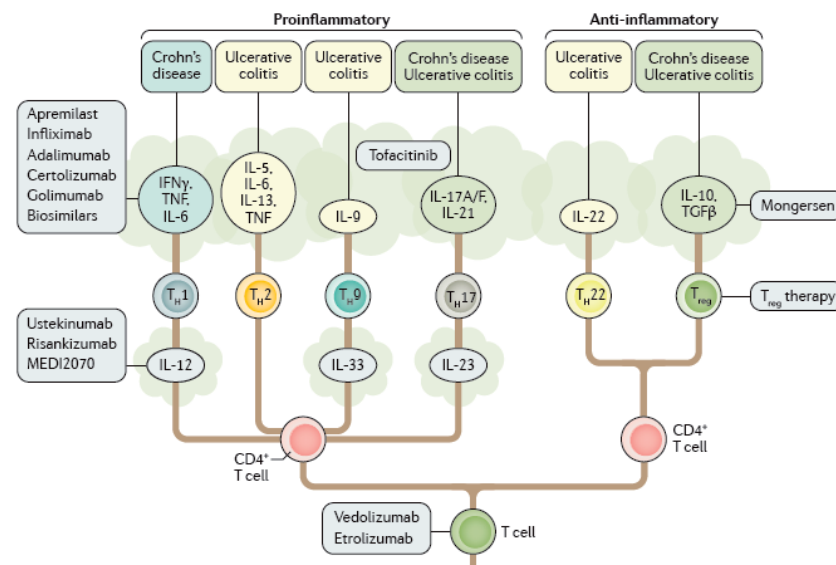 Proinflammatory
Anti-inflammatory
Crohn's
disease
Ulcerative
colitis
Ulcerative
colitis
Crohn's disease
Ulcerative colitis
Ulcerative
colitis
Crohn's disease
Ulcerative colitis
Apremilast
Infliximab
Adalimumab
Certolizumab
Golimumab
Biosimilars
Tofacitinib
IFNγ,
TNF,
IL-6
IL-5,
IL-6,
IL-13,
TNF
IL-9
IL-17A/F,
IL-21
IL-22
IL-10,
TGFβ
Mongersen
TH1
TH2
TH9
TH17
TH22
Treg
Treg therapy
Ustekinumab
Risankizumab
MEDI2070
IL-12
IL-33
IL-23
CD4+
T cell
CD4+
T cell
Vedolizumab
Etrolizumab
T cell